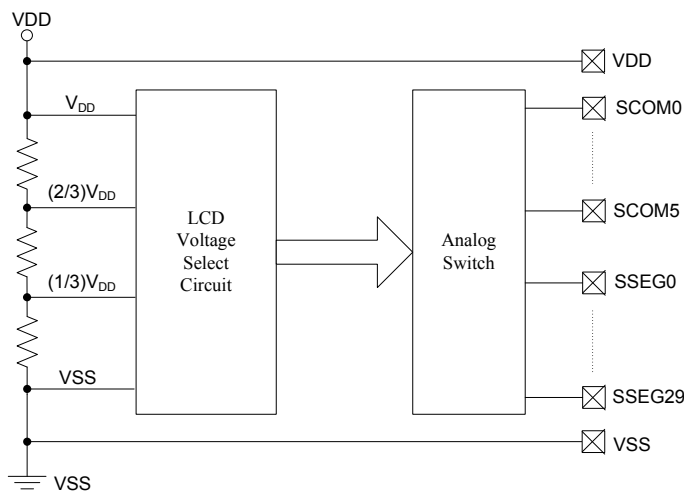 VDD
VDD
VDD
SCOM0
(2/3)VDD
SCOM5
LCD
Voltage
Select
Circuit
Analog
Switch
(1/3)VDD
SSEG0
VSS
SSEG29
VSS
VSS